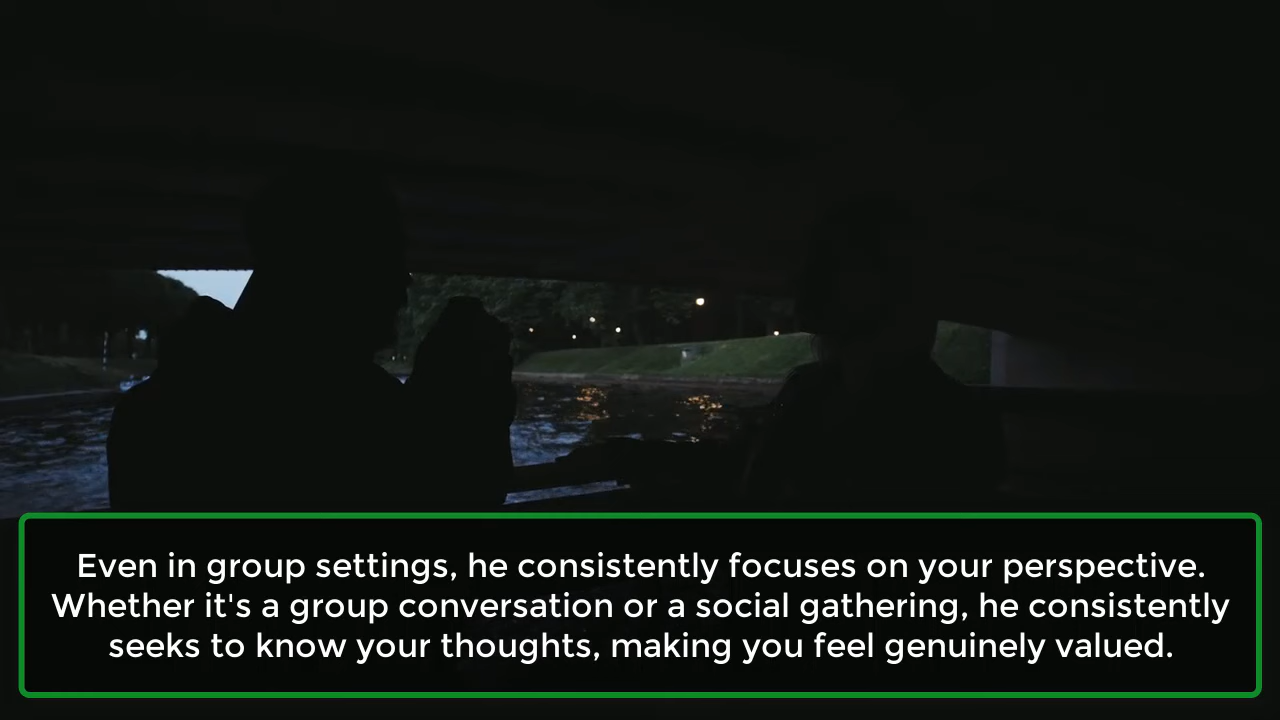 Even in group settings, he consistently focuses on your perspective.
Whether it's a group conversation or a social gathering, he consistently
seeks to know your thoughts, making you feel genuinely valued.